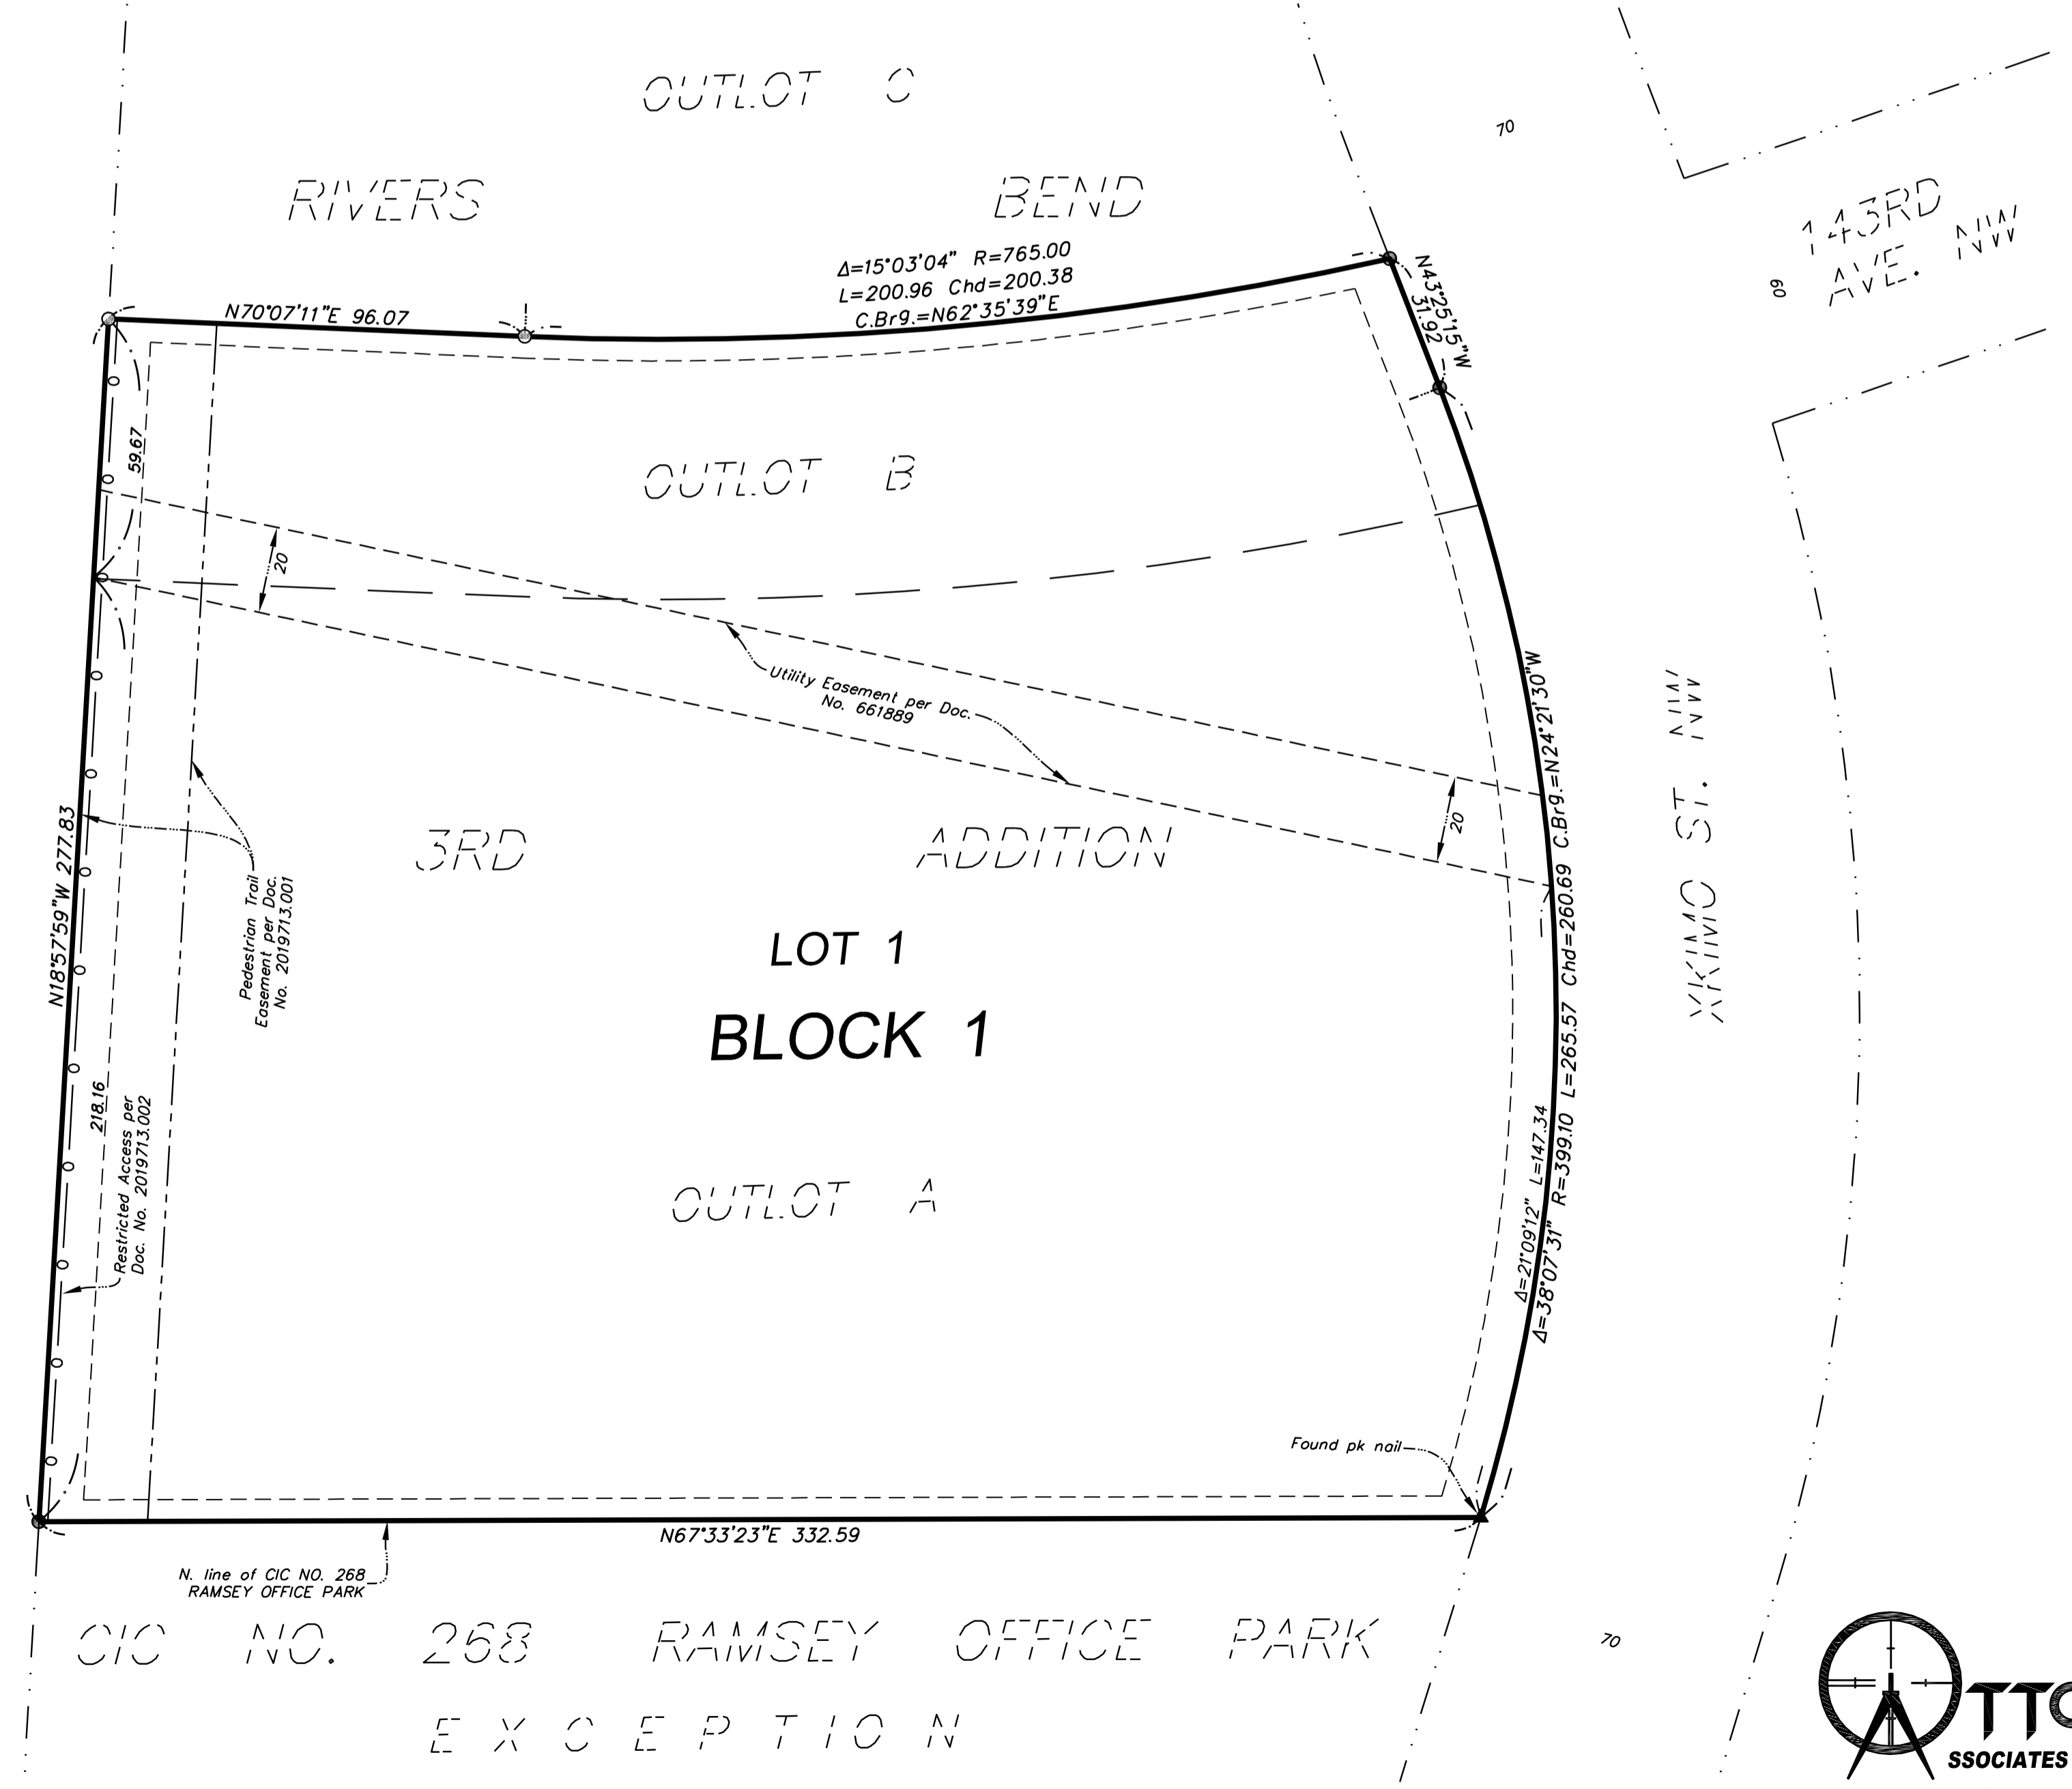 OUTLOT C
70
RIVERS BEND
143RD
AVE. NW
60
Δ=15°03'04" R=765.00
L=200.96 Chd=200.38
C.Brg.=N62°35'39"E
N43°25'15"W
31.92
N70°07'11"E 96.07
59.67
OUTLOT B
20
Utility Easement per Doc.
No. 661889
20
N18°57'59"W 277.83
3RD ADDITION
XKIMO ST. NW
Pedestrian Trail
Easement per Doc.
No. 2019713.001
LOT 1
BLOCK 1
218.16
Restricted Access per
Doc. No. 2019713.002
OUTLOT A
Δ=21°09'12" L=147.34
Δ=38°07'31" R=399.10 L=265.57 Chd=260.69 C.Brg.=N24°21'30"W
Found pk nail
N67°33'23"E 332.59
N. line of CIC NO. 268
RAMSEY OFFICE PARK
CIC NO. 268 RAMSEY OFFICE PARK
70
EXCEPTION
TTO
SSOCIATES